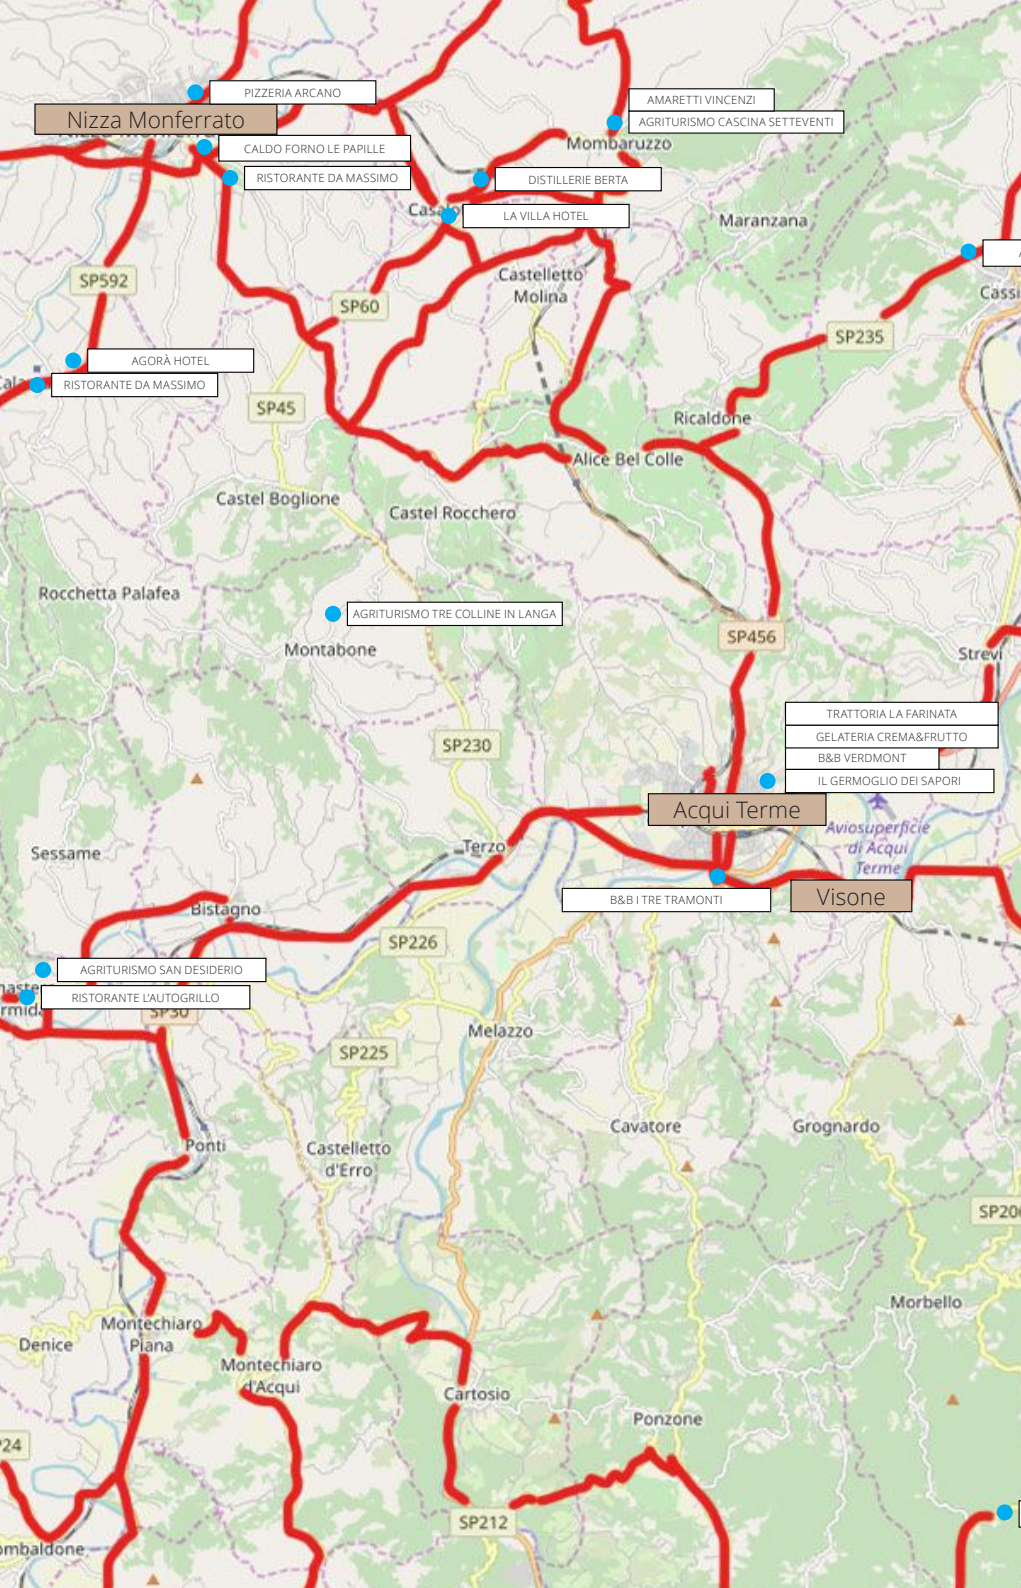 PIZZERIA ARCANO
AMARETTI VINCENZI
Nizza Monferrato
AGRITURISMO CASCINA SETTEVENTI
CALDO FORNO LE PAPILLE
Mombaruzzo
RISTORANTE DA MASSIMO
DISTILLERIE BERTA
LA VILLA HOTEL
Maranzana
SP592
Castelletto
Molina
SP60
SP235
AGORÀ HOTEL
RISTORANTE DA MASSIMO
SP45
Ricaldone
Alice Bel Colle
Castel Boglione
Castel Rocchero
Rocchetta Palafea
AGRITURISMO TRE COLLINE IN LANGA
SP456
Montabone
Strevi
TRATTORIA LA FARINATA
GELATERIA CREMA&FRUTTO
SP230
B&B VERDMONT
IL GERMOGLIO DEI SAPORI
Acqui Terme
Aviosuperficie
di Acqui
Terme
Terzo
Sessame
B&B I TRE TRAMONTI
Visone
Bistagno
SP226
AGRITURISMO SAN DESIDERIO
RISTORANTE L'AUTOGRILLO
SP30
Melazzo
SP225
Cavatore
Grognardo
Ponti
Castelletto
d'Erro
Morbello
Montechiaro
Piana
Denice
Montechiaro
d'Acqui
Cartosio
Ponzone
SP212